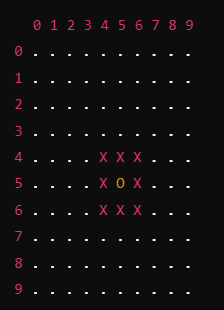 0 1 2 3 4 5 6 7 8 9
0 . . . . . . . . . .
1 . . . . . . . . . .
2 . . . . . . . . . .
3 . . . . . . . . . .
4 . . . . X X X . . .
5 . . . . X O X . . .
6 . . . . X X X . . .
7 . . . . . . . . . .
8 . . . . . . . . . .
9 . . . . . . . . . .